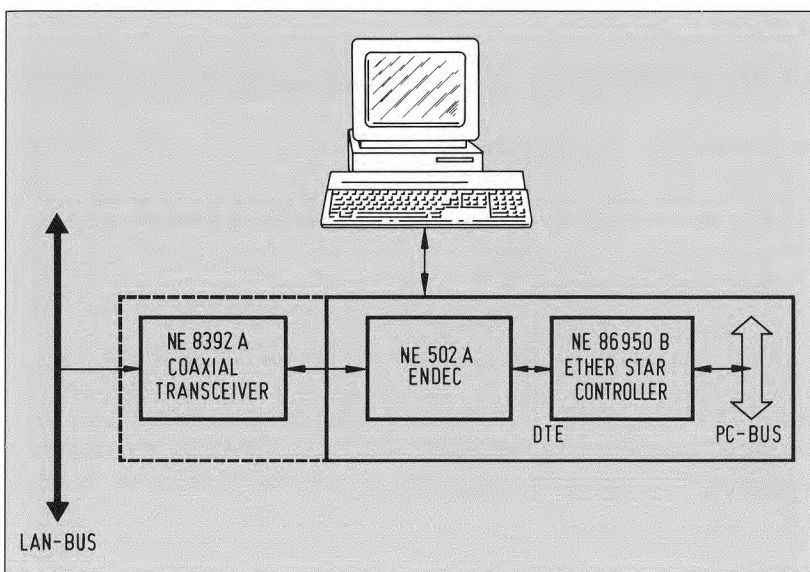 NE 8392 A
COAXIAL
TRANSCEIVER
NE 502 A
ENDEC
NE 86950 B
ETHER STAR
CONTROLLER
DTE
PC-BUS
LAN-BUS